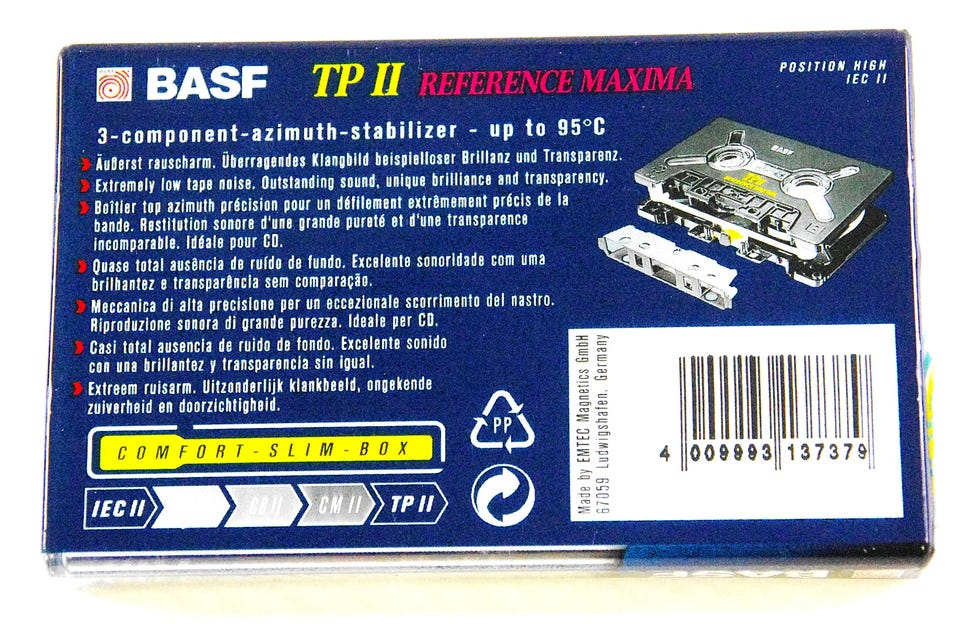 BASF TP II REFERENCE MAXIMA
POSITION HIGH
IEC II
3-component-azimuth-stabilizer - up to 95°C
Äußerst rauscharm. Überragendes Klangbild beispielloser Brillanz und Transparenz.
Extremely low tape noise. Outstanding sound, unique brilliance and transparency.
Boîtier top azimuth précision pour un défilement extrêmement précis de la
bande. Restitution sonore d'une grande pureté et d'une transparence
incomparable. Idéale pour CD.
Quase total ausência de ruído de fundo. Excelente sonoridade com uma
brilhantez e transparência sem comparação.
Meccanica di alta precisione per un eccezionale scorrimento del nastro.
Riproduzione sonora di grande purezza. Ideale per CD.
Casi total ausencia de ruido de fondo. Excelente sonido
con una brillantez y transparencia sin igual.
Extreem ruisarm. Uitzonderlijk klankbeeld, ongekende
zuiverheid en doorzichtigheid.
BASF
TP II
COMFORT-SLIM-BOX
IEC II CS II CM II TP II
PP
Made by EMTEC Magnetics GmbH
67059 Ludwigshafen, Germany
4 009993 137379
BASF